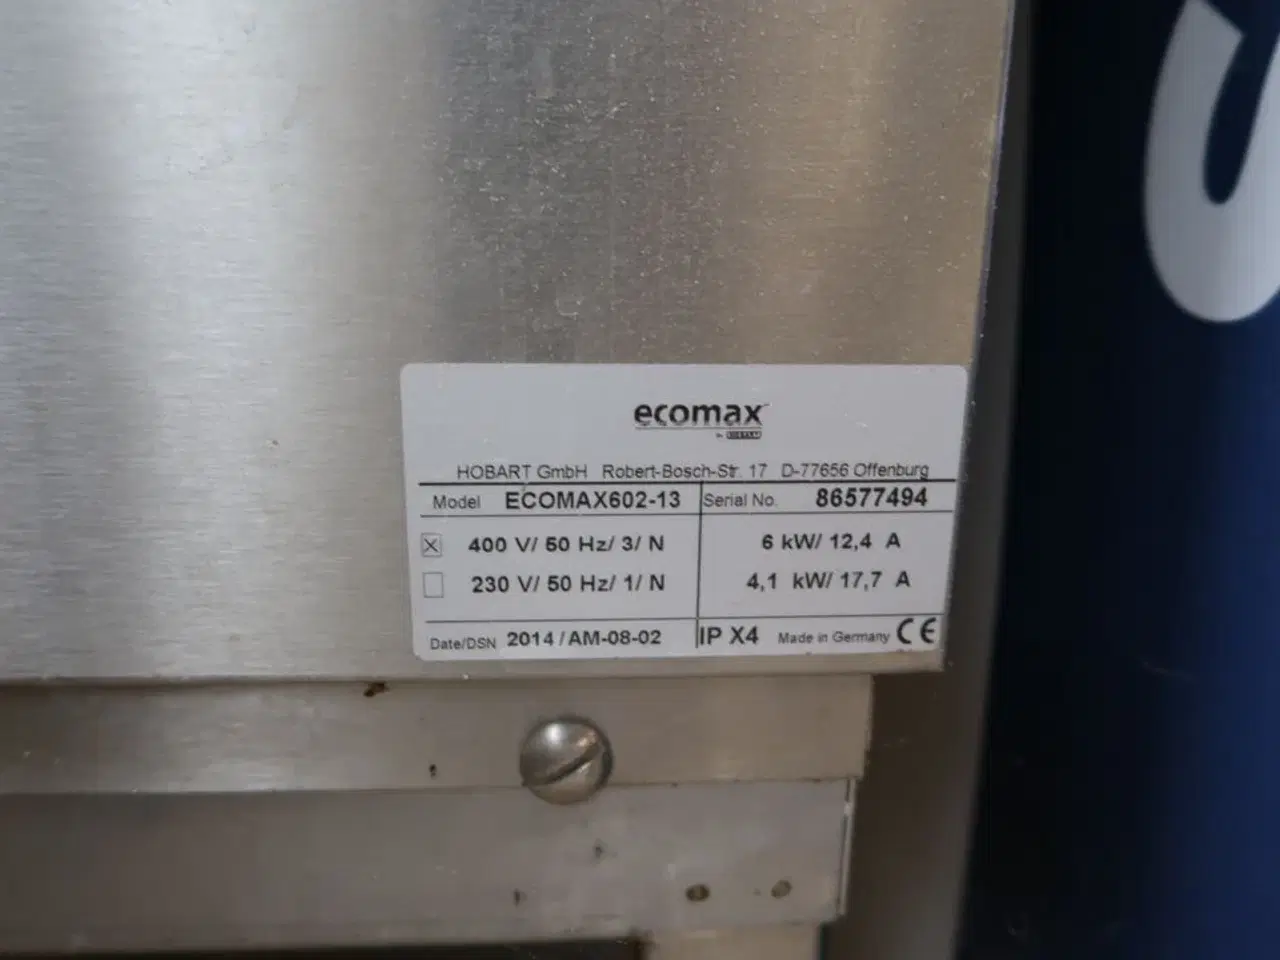 ecomax
by HOBART
HOBART GmbH Robert-Bosch-Str. 17 D-77656 Offenburg
Model ECOMAX602-13 Serial No. 86577494
☒ 400 V/ 50 Hz/ 3/ N 6 kW/ 12,4 A
☐ 230 V/ 50 Hz/ 1/ N 4,1 kW/ 17,7 A
Date/DSN 2014 / AM-08-02 IP X4 Made in Germany CE